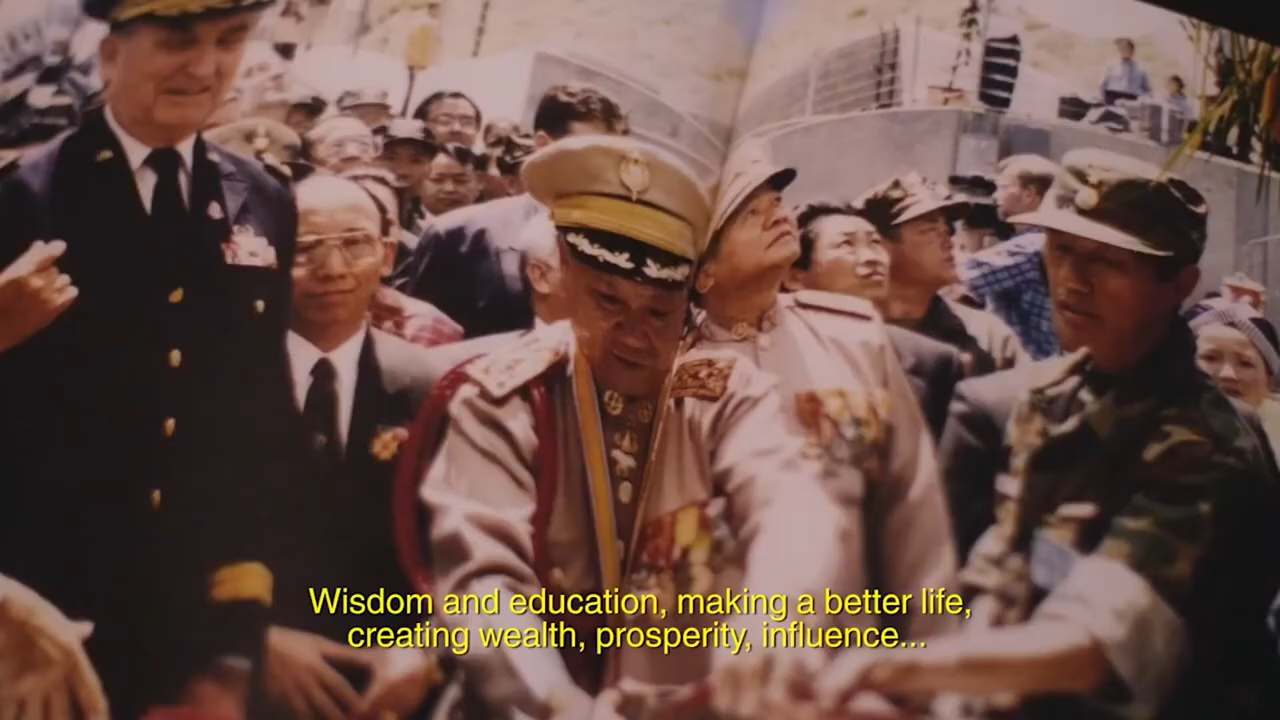 Wisdom and education, making a better life,
creating wealth, prosperity, influence...